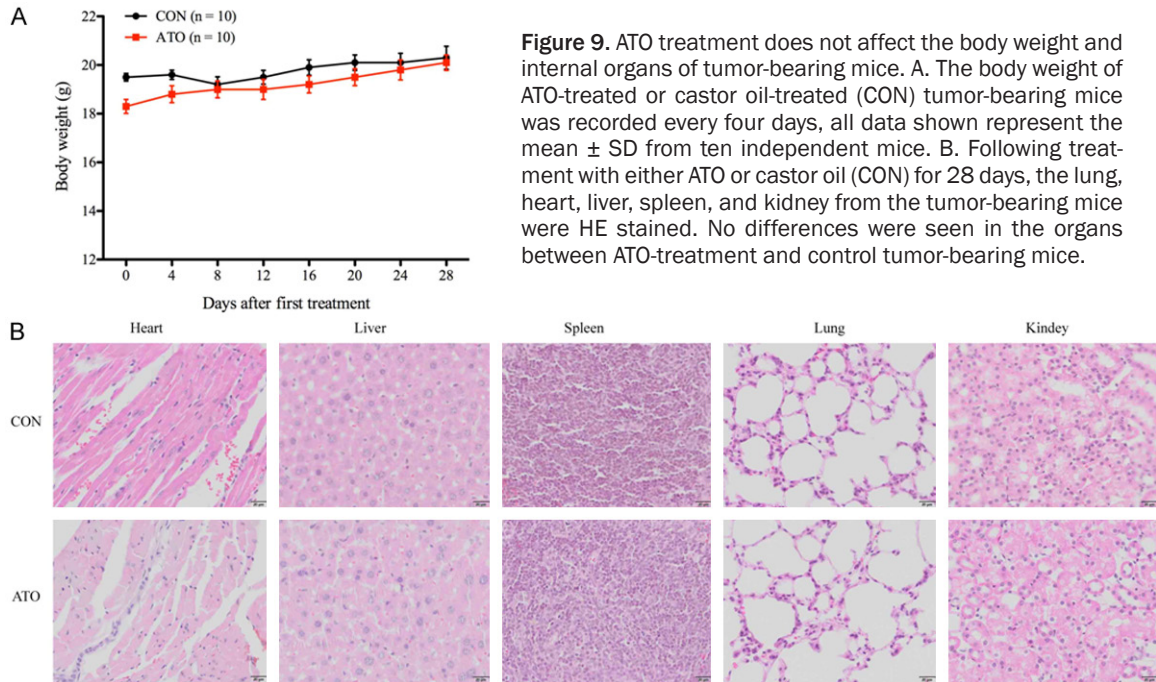 A
CON (n = 10)
ATO (n = 10)
22
20
18
16
14
12
Body weight (g)
0 4 8 12 16 20 24 28
Days after first treatment
Figure 9. ATO treatment does not affect the body weight and
internal organs of tumor-bearing mice. A. The body weight of
ATO-treated or castor oil-treated (CON) tumor-bearing mice
was recorded every four days, all data shown represent the
mean ± SD from ten independent mice. B. Following treat-
ment with either ATO or castor oil (CON) for 28 days, the lung,
heart, liver, spleen, and kidney from the tumor-bearing mice
were HE stained. No differences were seen in the organs
between ATO-treatment and control tumor-bearing mice.
B
Heart Liver Spleen Lung Kindey
CON
ATO